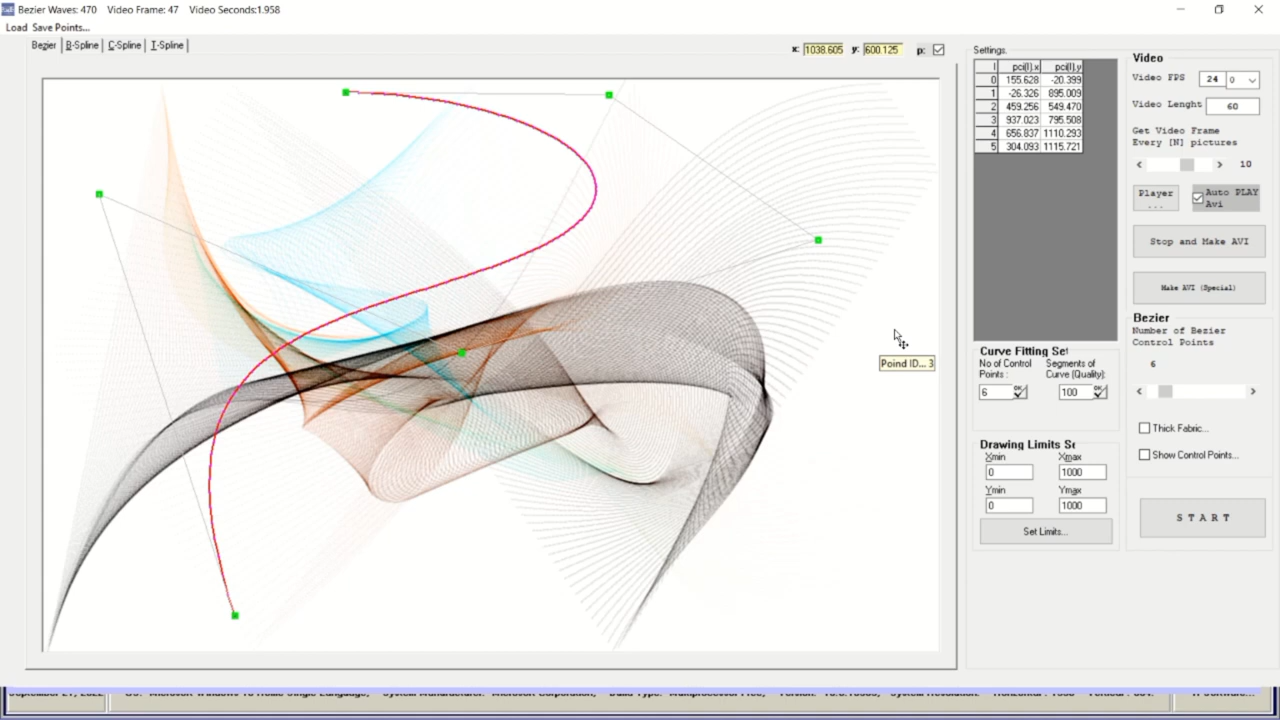 Bezier Waves: 470 Video Frame: 47 Video Seconds:1.958
Load Save Points...
Bezier B-Spline C-Spline T-Spline
x: 1038.605 y: 600.125 p:
Settings.
I pci(I).x pci(I).y
0 155.628 -20.399
1 -26.326 895.009
2 459.256 549.470
3 937.023 795.508
4 656.837 1110.293
5 304.093 1115.721
Poind ID... 3
Curve Fitting Set
No of Control Points :
Segments of Curve (Quality):
6 OK 100 OK
Drawing Limits Se
Xmin Xmax
0 1000
Ymin Ymax
0 1000
Set Limits...
Video
Video FPS 24 0
Video Lenght 60
Get Video Frame
Every [N] pictures
< > 10
Player
...
Auto PLAY
Avi
Stop and Make AVI
Make AVI (Special)
Bezier
Number of Bezier
Control Points
6
< >
Thick Fabric...
Show Control Points...
START